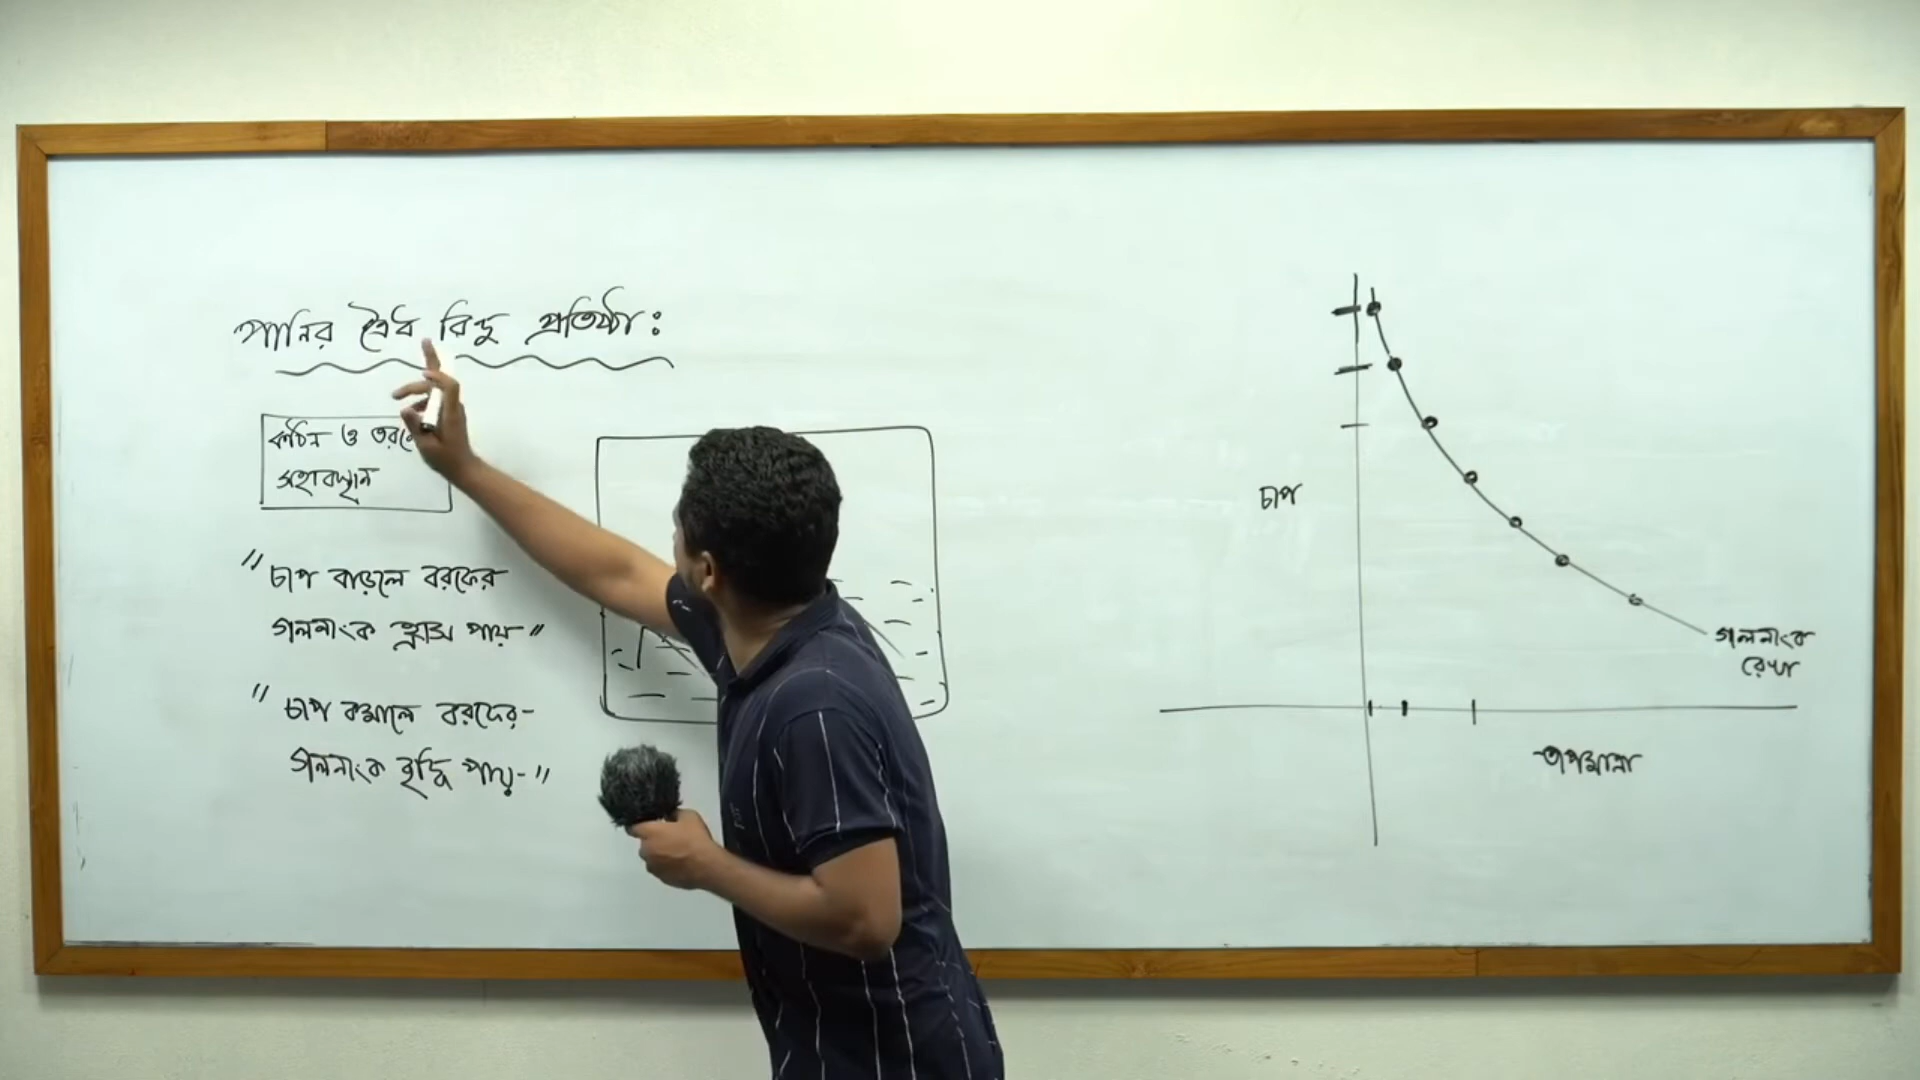 পানির ত্রৈধ বিন্দু প্রতিষ্ঠা :
কঠিন ও তরলে
সহাবস্থান
" চাপ বাড়লে বরফের
গলনাংক হ্রাস পায় "
" চাপ কমালে বরফের-
গলনাংক বৃদ্ধি পায়-"
চাপ
গলনাংক
রেখা
তাপমাত্রা